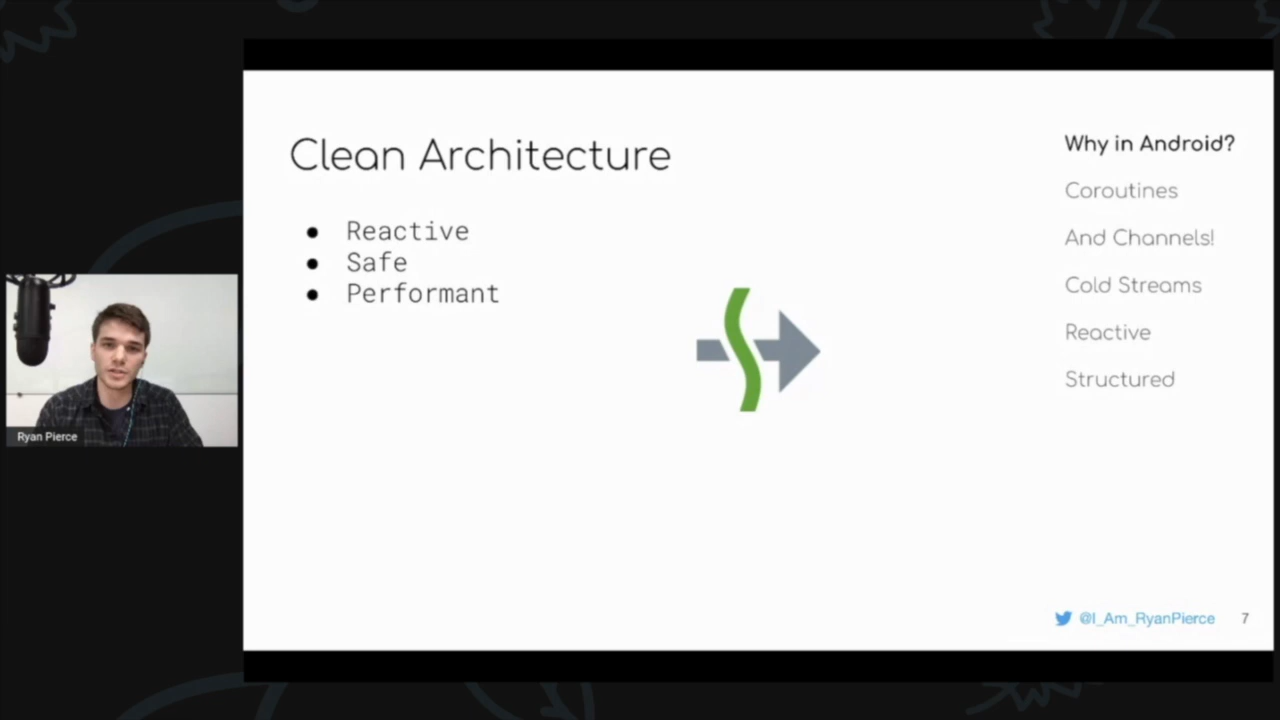 Clean Architecture
Reactive
Safe
Performant
Why in Android?
Coroutines
And Channels!
Cold Streams
Reactive
Structured
Ryan Pierce
@I_Am_RyanPierce 7